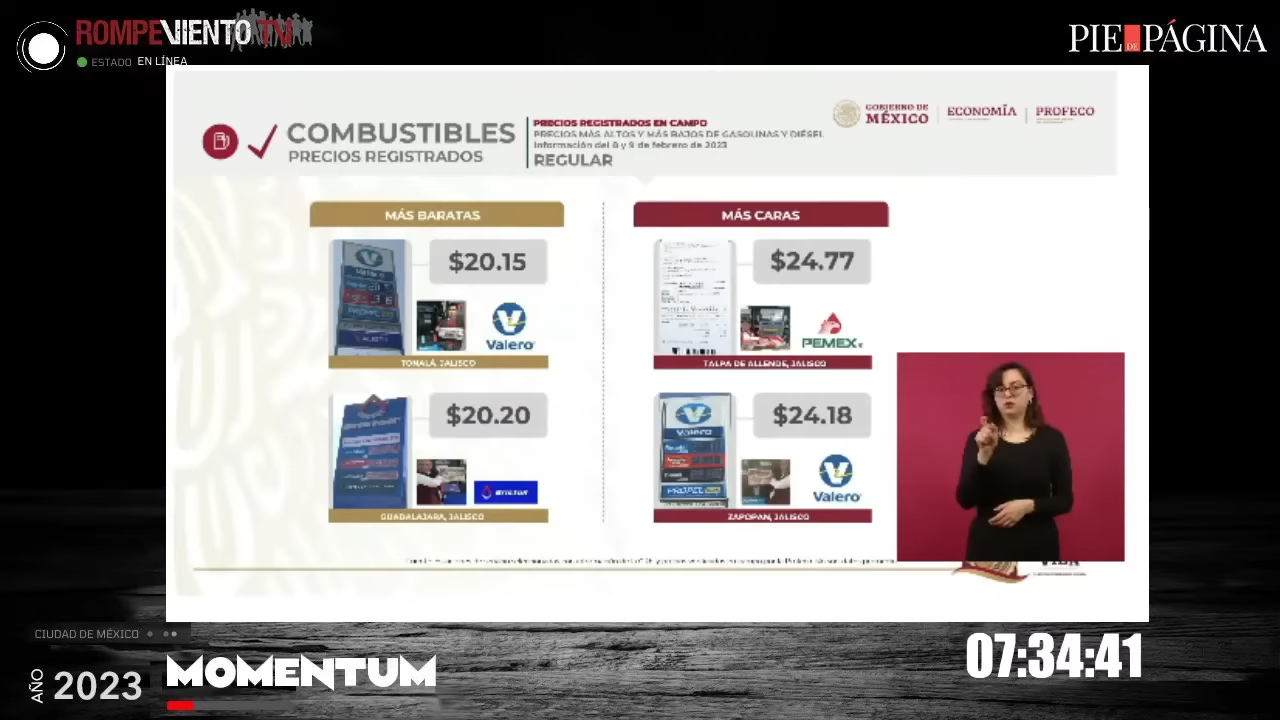 ROMPEVIENTO TV
ESTADO EN LÍNEA
PIE DE PÁGINA
COMBUSTIBLES
PRECIOS REGISTRADOS
PRECIOS REGISTRADOS EN CAMPO
PRECIOS MÁS ALTOS Y MÁS BAJOS DE GASOLINAS Y DIÉSEL
Información del 8 y 9 de febrero de 2023
REGULAR
GOBIERNO DE
MÉXICO
ECONOMÍA
PROFECO
MÁS BARATAS
MÁS CARAS
$20.15
Valero
TONALÁ, JALISCO
$24.77
PEMEX
TALPA DE ALLENDE, JALISCO
$20.20
GUADALAJARA, JALISCO
$24.18
Valero
PROPEL
Valero
ZAPOPAN, JALISCO
CIUDAD DE MÉXICO
AÑO 2023
MOMENTUM
07:34:41